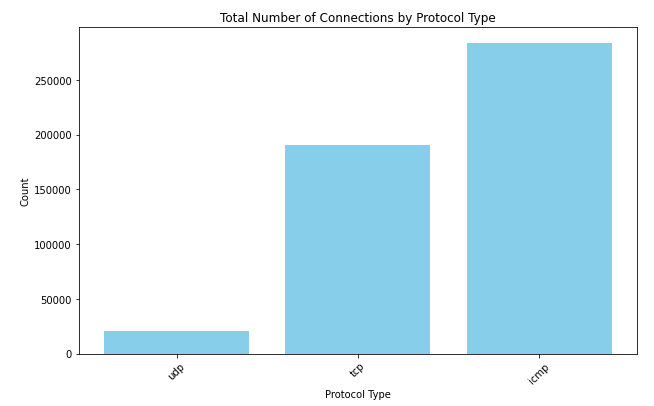 Total Number of Connections by Protocol Type
250000
200000
150000
100000
50000
0
Count
udp
tcp
icmp
Protocol Type